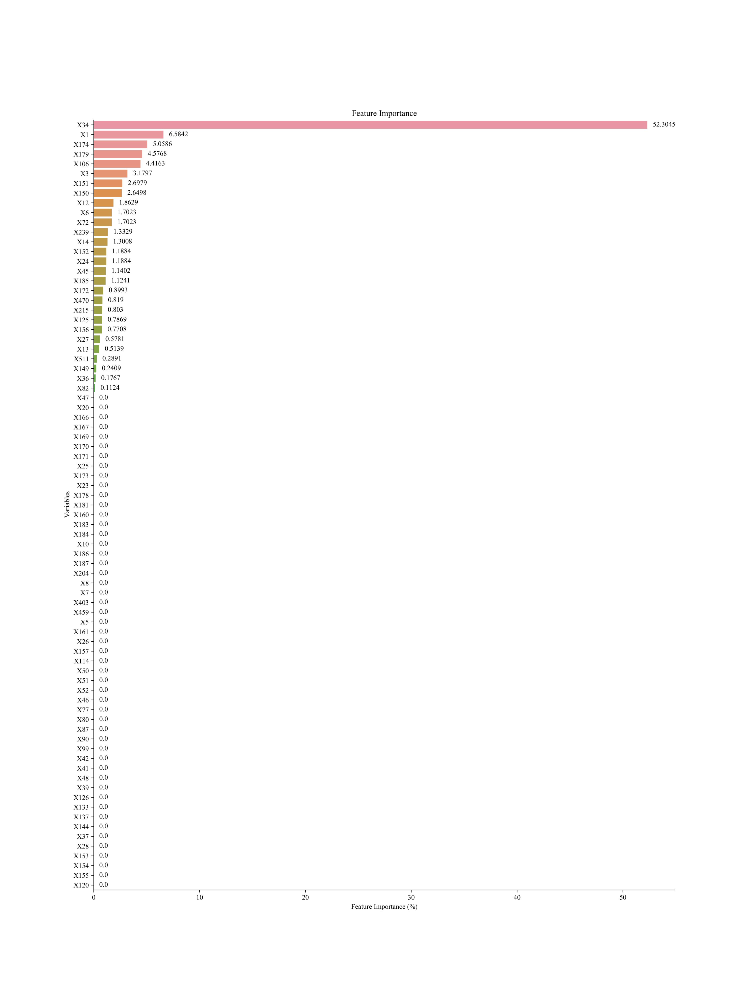 Feature Importance
X34 52.3045
X1 6.5842
X174 5.0586
X179 4.5768
X106 4.4163
X3 3.1797
X151 2.6979
X150 2.6498
X12 1.8629
X6 1.7023
X72 1.7023
X239 1.3329
X14 1.3008
X152 1.1884
X24 1.1884
X45 1.1402
X185 1.1241
X172 0.8993
X470 0.819
X215 0.803
X125 0.7869
X156 0.7708
X27 0.5781
X13 0.5139
X511 0.2891
X149 0.2409
X36 0.1767
X82 0.1124
X47 0.0
X20 0.0
X166 0.0
X167 0.0
X169 0.0
X170 0.0
X171 0.0
X25 0.0
X173 0.0
X23 0.0
X178 0.0
X181 0.0
X160 0.0
X183 0.0
X184 0.0
X10 0.0
X186 0.0
X187 0.0
X204 0.0
X8 0.0
X7 0.0
X403 0.0
X459 0.0
X5 0.0
X161 0.0
X26 0.0
X157 0.0
X114 0.0
X50 0.0
X51 0.0
X52 0.0
X46 0.0
X77 0.0
X80 0.0
X87 0.0
X90 0.0
X99 0.0
X42 0.0
X41 0.0
X48 0.0
X39 0.0
X126 0.0
X133 0.0
X137 0.0
X144 0.0
X37 0.0
X28 0.0
X153 0.0
X154 0.0
X155 0.0
X120 0.0
Variables
0 10 20 30 40 50
Feature Importance (%)